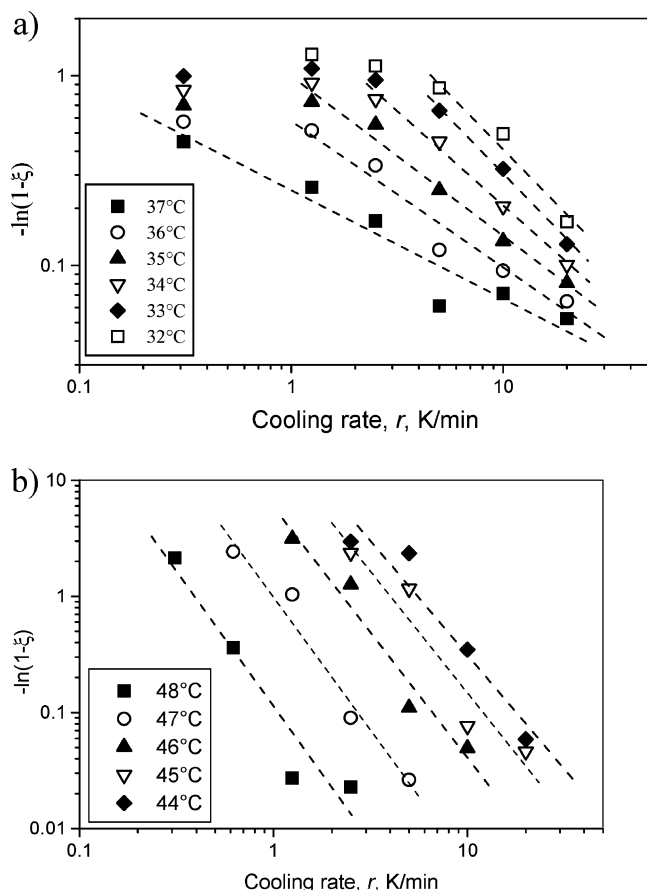 a)
1
0.1
-ln(1-ξ)
37°C
36°C
35°C
34°C
33°C
32°C
0.1
1
10
Cooling rate, r, K/min
b)
10
1
0.1
0.01
-ln(1-ξ)
48°C
47°C
46°C
45°C
44°C
0.1
1
10
Cooling rate, r, K/min